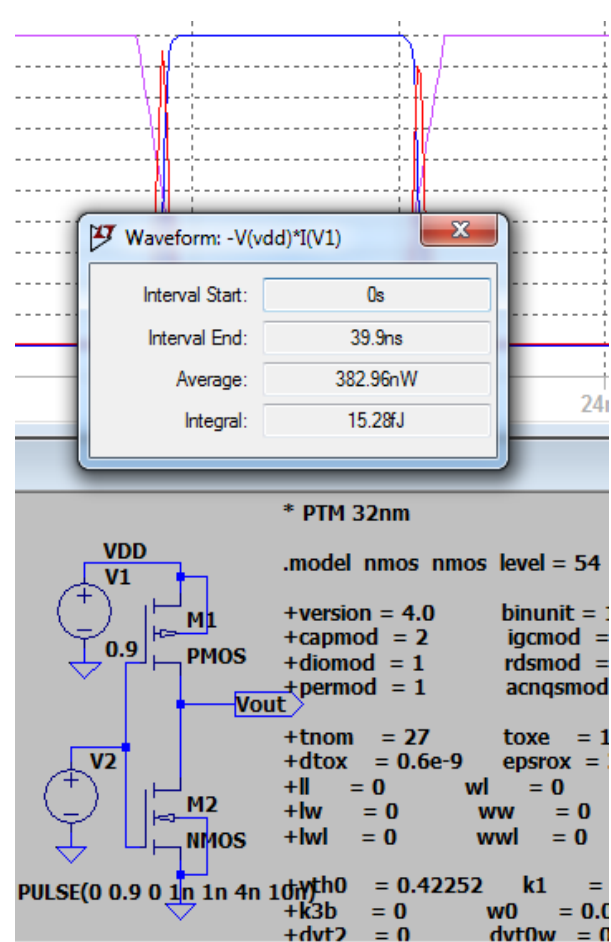 Waveform: -V(vdd)*I(V1)
Interval Start: 0s
Interval End: 39.9ns
Average: 382.96nW
Integral: 15.28fJ
* PTM 32nm
VDD
V1
0.9
M1
PMOS
Vout
V2
M2
NMOS
PULSE(0 0.9 0 1n 1n 4n 10n)
.model nmos nmos level = 54
+version = 4.0 binunit =
+capmod = 2 igcmod =
+diomod = 1 rdsmod =
+permod = 1 acnqsmod
+tnom = 27 toxe = 1
+dtox = 0.6e-9 epsrox =
+ll = 0 wl = 0
+lw = 0 ww = 0
+lwl = 0 wwl = 0
+vth0 = 0.42252 k1 =
+k3b = 0 w0 = 0.0
+dvt2 = 0 dvt0w = 0